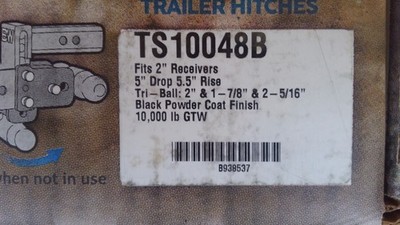 TRAILER HITCHES
TS10048B
Fits 2" Receivers
5" Drop 5.5" Rise
Tri-Ball: 2" & 1-7/8" & 2-5/16"
Black Powder Coat Finish
10,000 lb GTW
B939537
when not in use